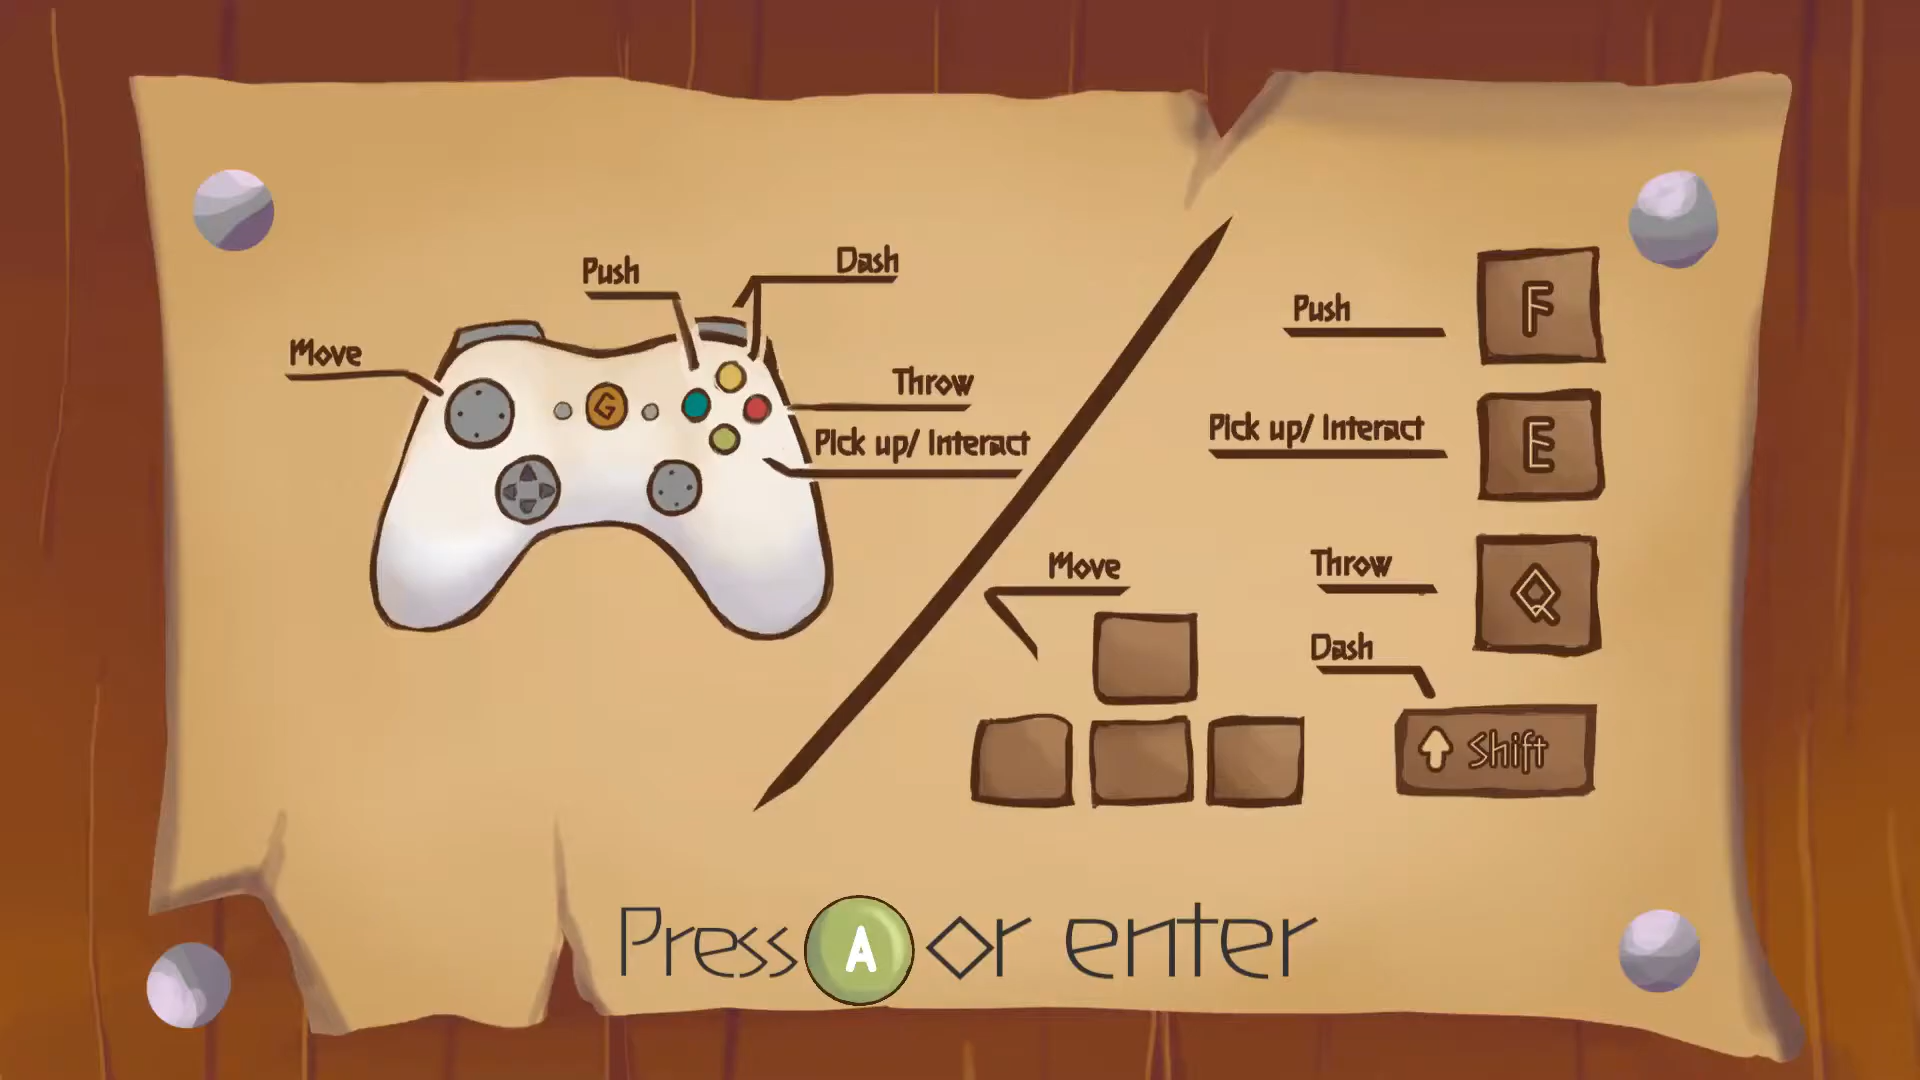 Push
Dash
Move
G
Throw
Pick up/ Interact
Push
F
Pick up/ Interact
E
Move
Throw
Q
Dash
Shift
Press A or enter